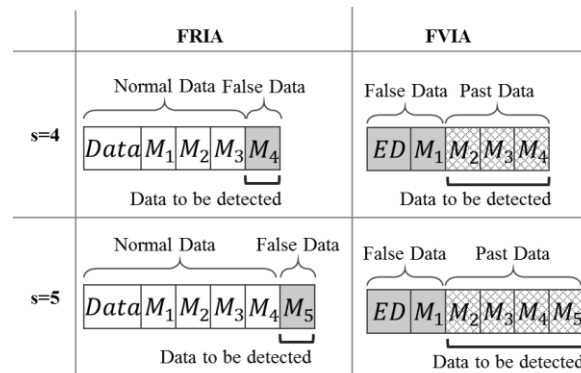 FRIA FVIA
s=4
Normal Data False Data
Data M₁ M₂ M₃ M₄
Data to be detected
False Data Past Data
ED M₁ M₂ M₃ M₄
Data to be detected
s=5
Normal Data False Data
Data M₁ M₂ M₃ M₄ M₅
Data to be detected
False Data Past Data
ED M₁ M₂ M₃ M₄ M₅
Data to be detected